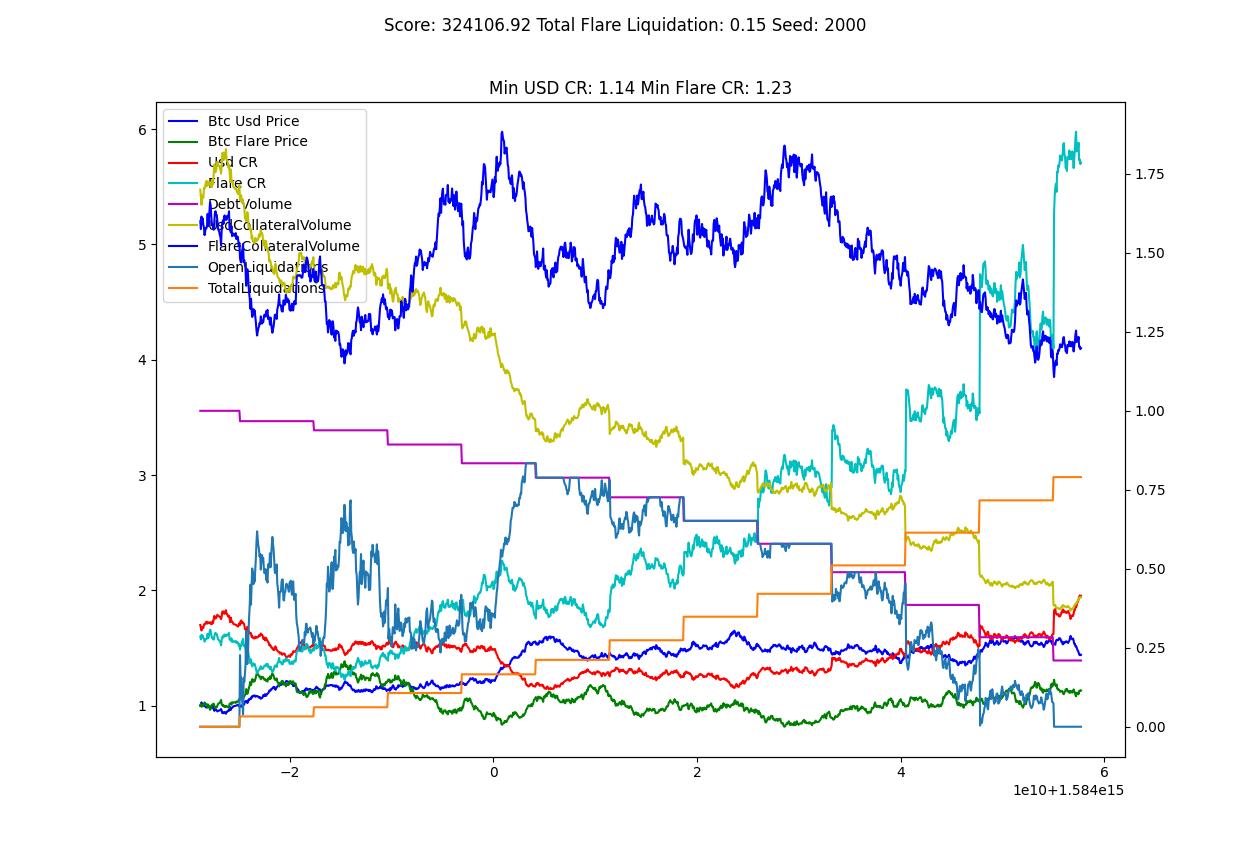 Score: 324106.92 Total Flare Liquidation: 0.15 Seed: 2000
Min USD CR: 1.14 Min Flare CR: 1.23
Btc Usd Price
Btc Flare Price
Usd CR
Flare CR
DebtVolume
UsdCollateralVolume
FlareCollateralVolume
OpenLiquidations
TotalLiquidations
6
5
4
3
2
1
1.75
1.50
1.25
1.00
0.75
0.50
0.25
0.00
−2
0
2
4
6
1e10+1.584e15